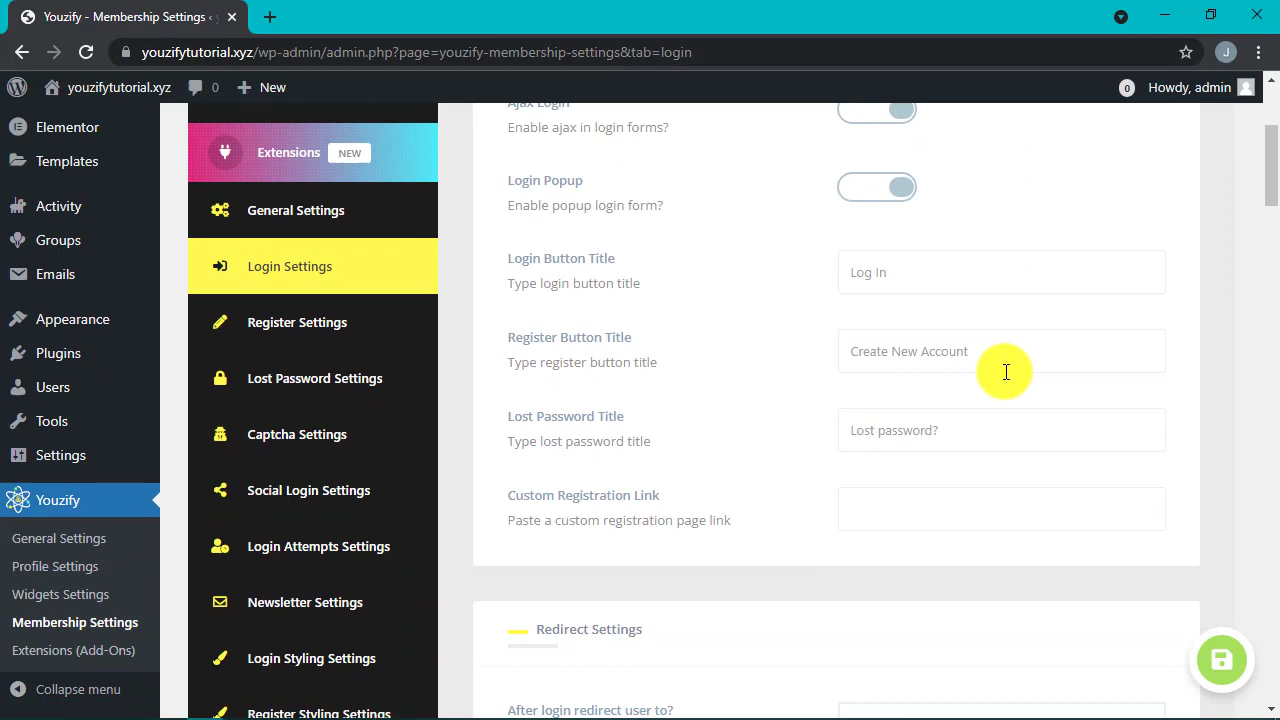 Youzify - Membership Settings ‹ y
youzifytutorial.xyz/wp-admin/admin.php?page=youzify-membership-settings&tab=login
J
youzifytutorial.xyz
0
New
0
Howdy, admin
Elementor
Templates
Activity
Groups
Emails
Appearance
Plugins
Users
Tools
Settings
Youzify
General Settings
Profile Settings
Widgets Settings
Membership Settings
Extensions (Add-Ons)
Collapse menu
Extensions NEW
General Settings
Login Settings
Register Settings
Lost Password Settings
Captcha Settings
Social Login Settings
Login Attempts Settings
Newsletter Settings
Login Styling Settings
Register Styling Settings
Ajax Login
Enable ajax in login forms?
Login Popup
Enable popup login form?
Login Button Title
Type login button title
Log In
Register Button Title
Type register button title
Create New Account
Lost Password Title
Type lost password title
Lost password?
Custom Registration Link
Paste a custom registration page link
Redirect Settings
After login redirect user to?